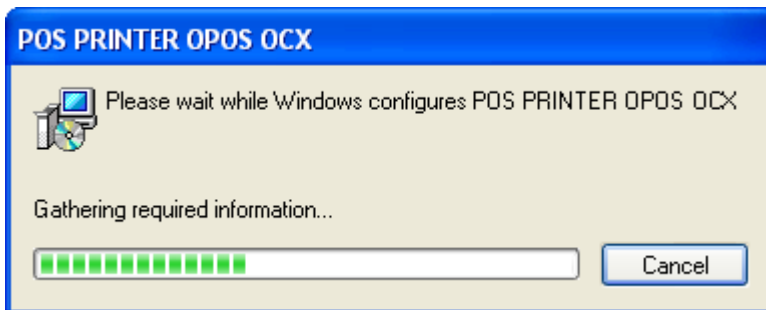 POS PRINTER OPOS OCX
Please wait while Windows configures POS PRINTER OPOS OCX
Gathering required information...
Cancel